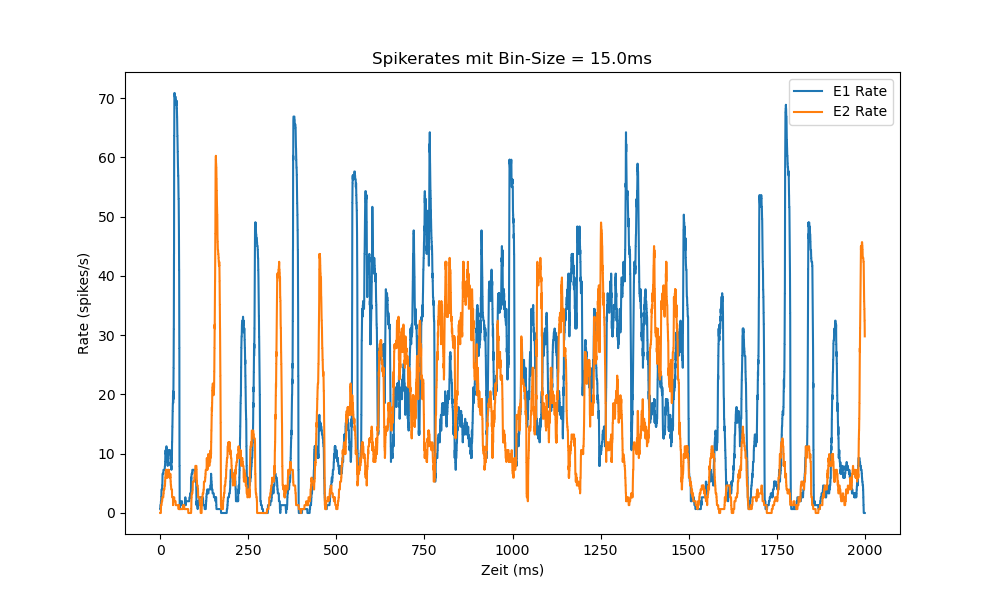 Spikerates mit Bin-Size = 15.0ms
E1 Rate
E2 Rate
Rate (spikes/s)
70
60
50
40
30
20
10
0
0 250 500 750 1000 1250 1500 1750 2000
Zeit (ms)